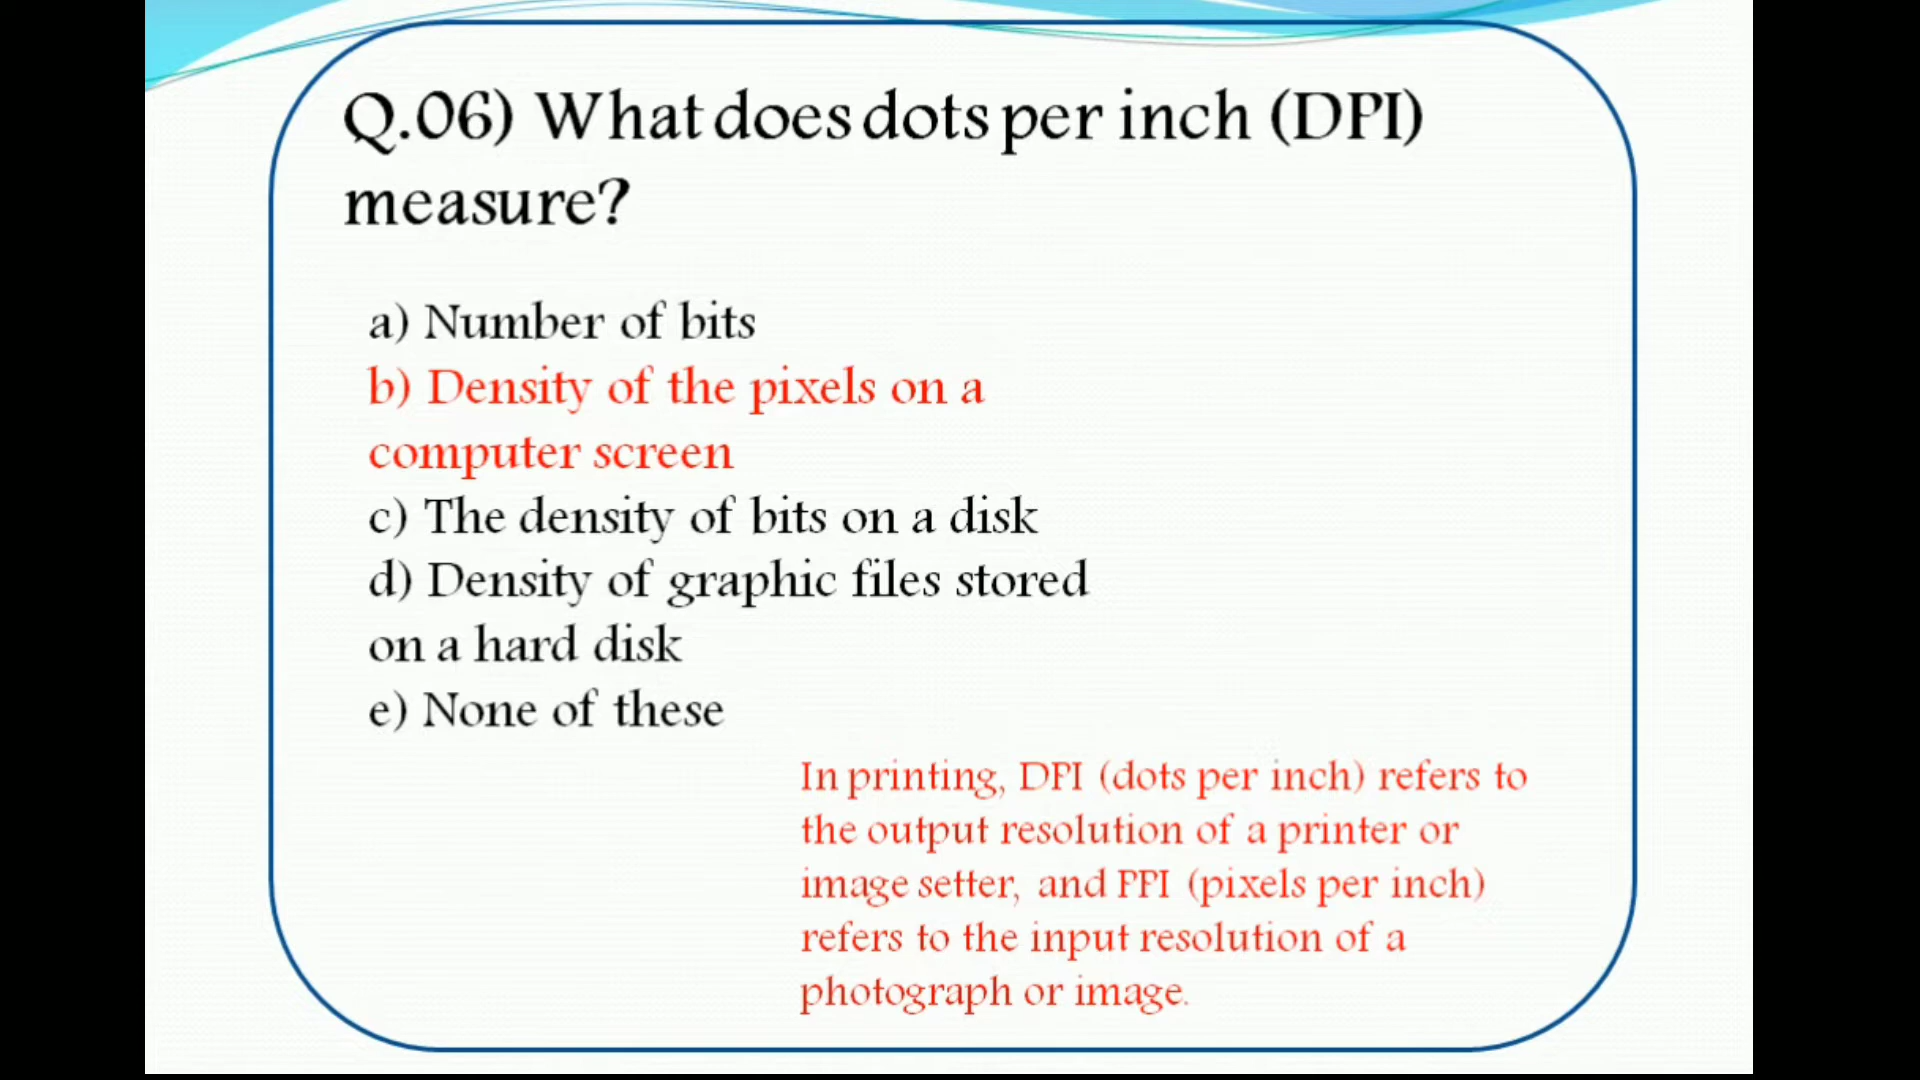 Q.06) What does dots per inch (DPI)
measure?
a) Number of bits
b) Density of the pixels on a
computer screen
c) The density of bits on a disk
d) Density of graphic files stored
on a hard disk
e) None of these
In printing, DPI (dots per inch) refers to
the output resolution of a printer or
image setter, and PPI (pixels per inch)
refers to the input resolution of a
photograph or image.